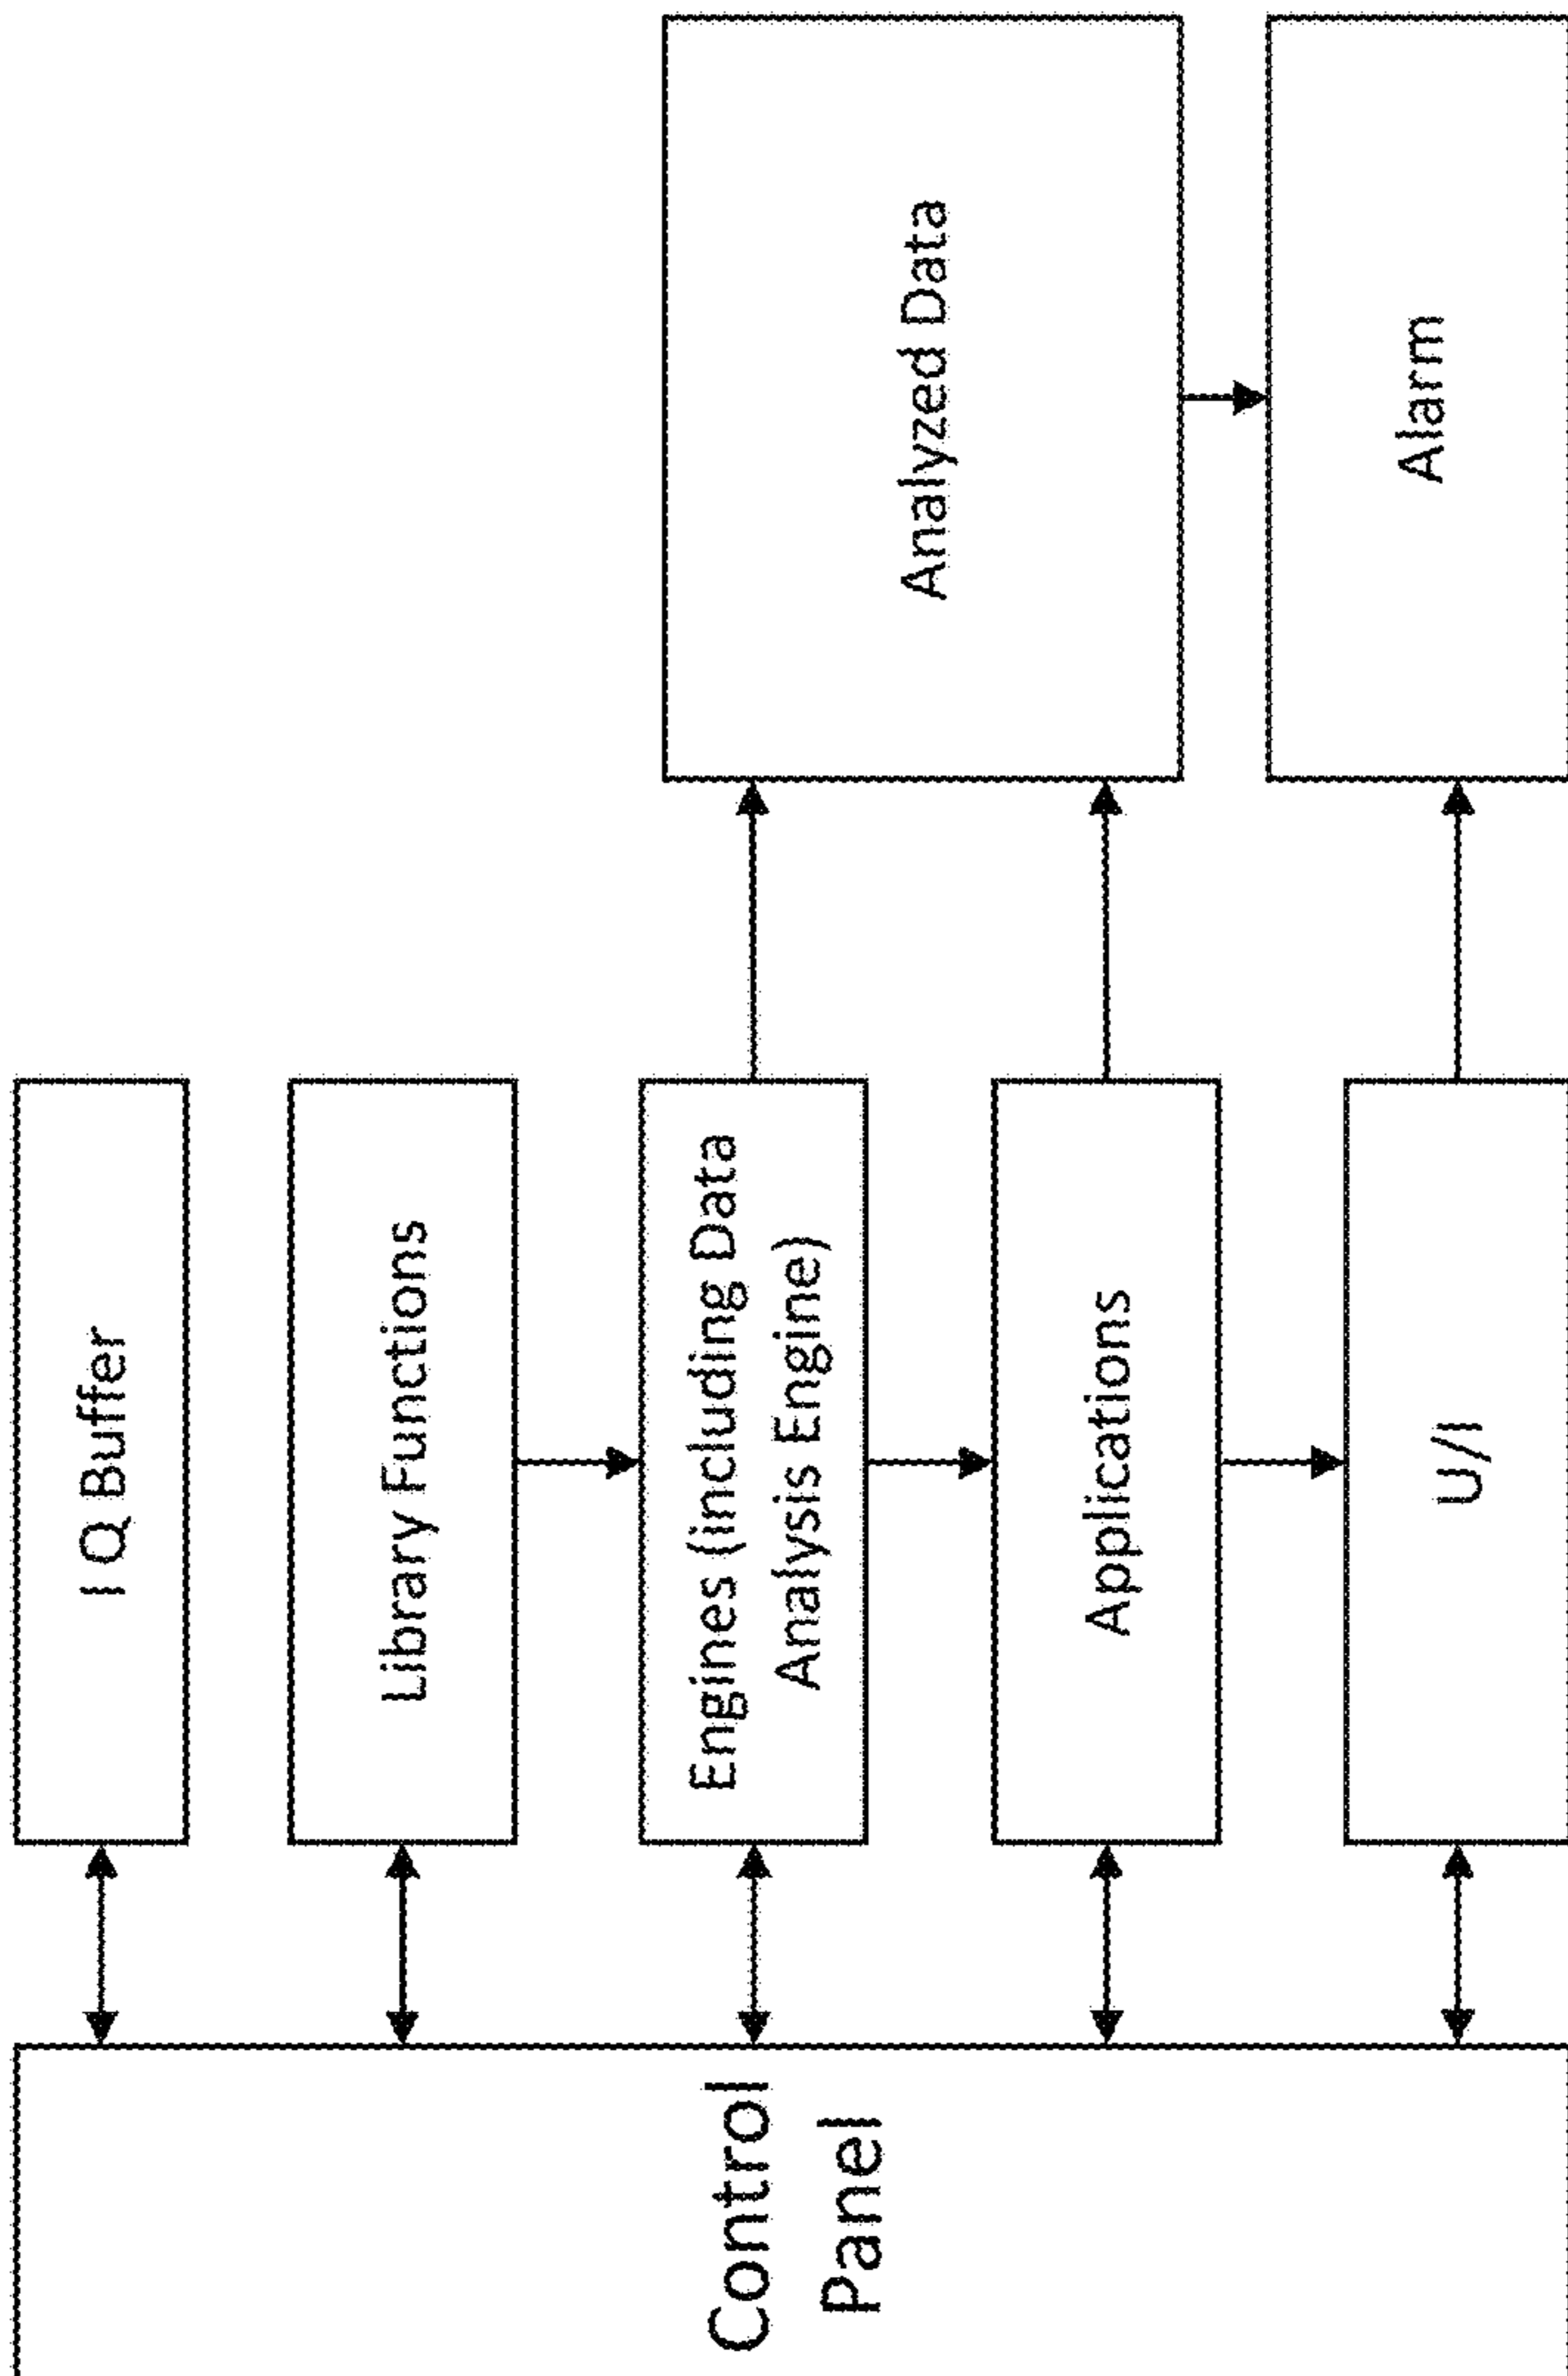 Control
Panel
I Q Buffer
Library Functions
Engines (including Data
Analysis Engine)
Applications
U/I
Analyzed Data
Alarm